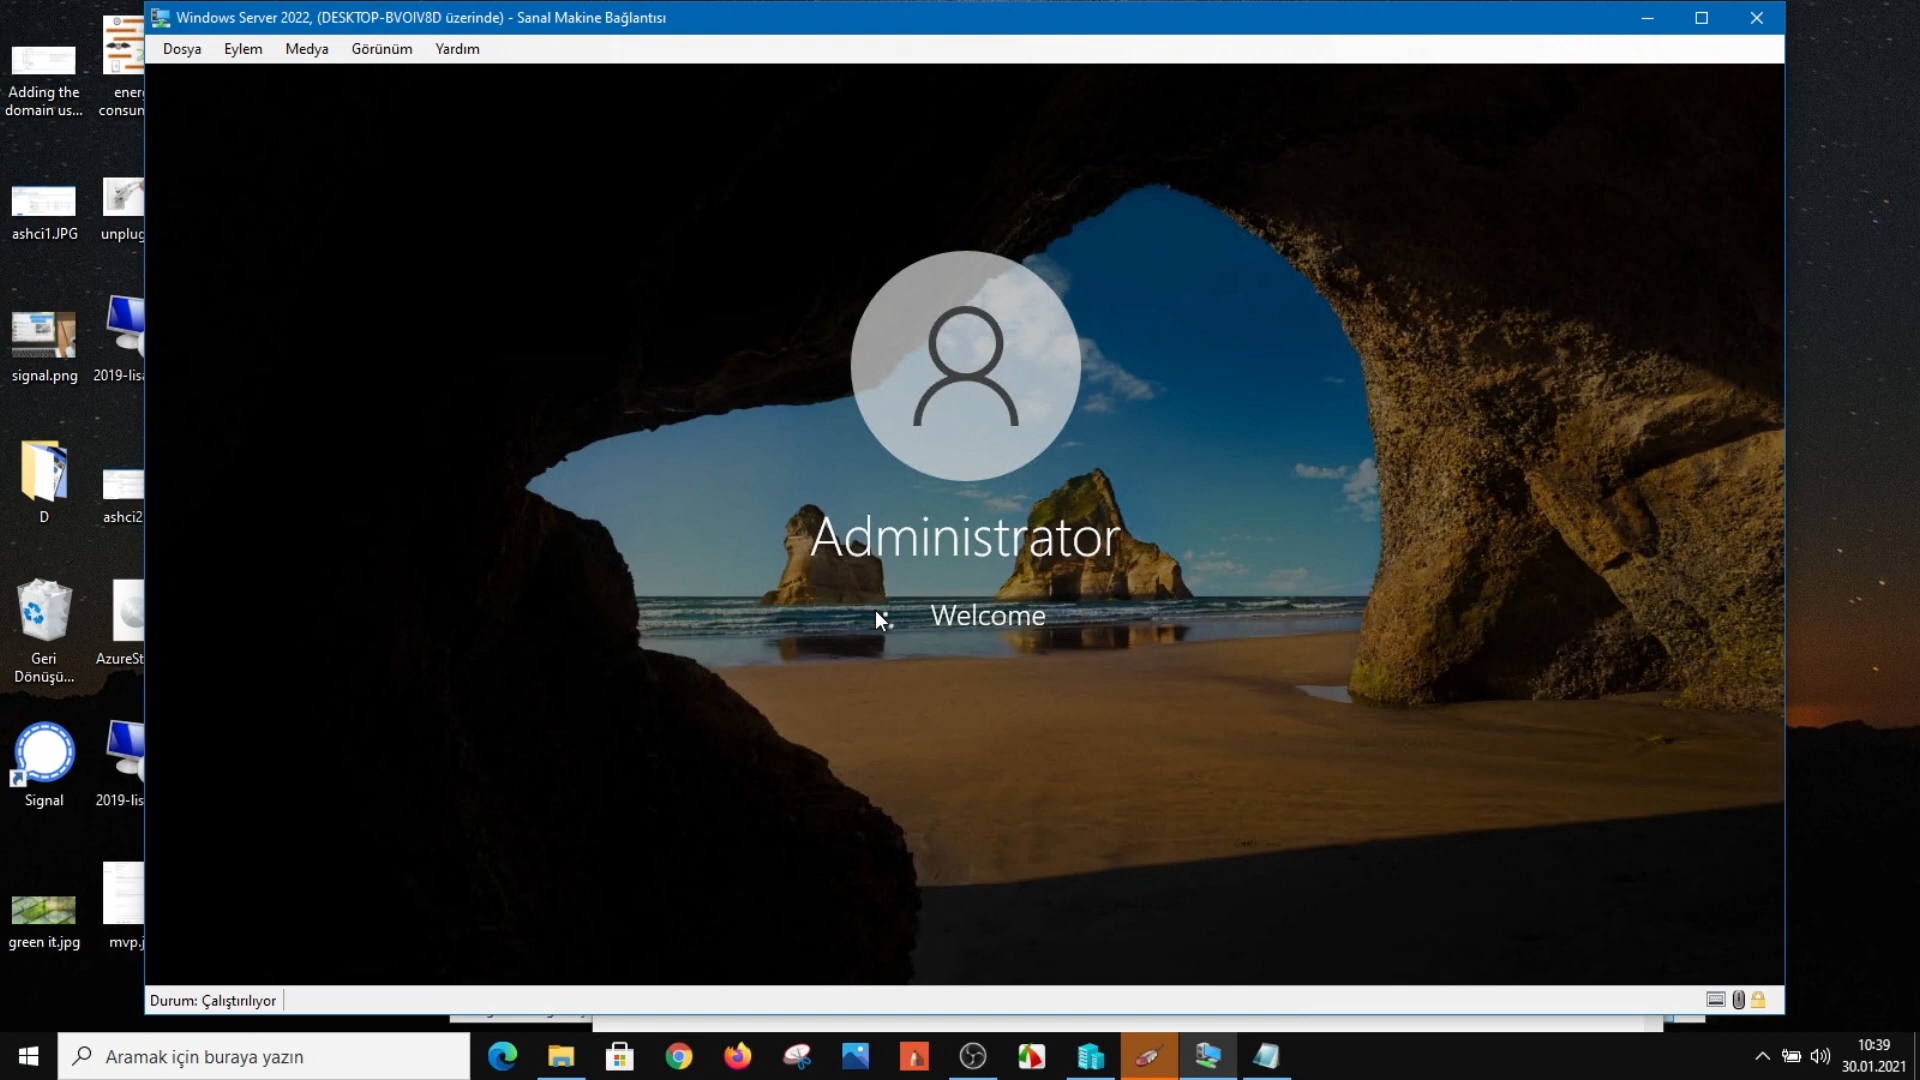 Windows Server 2022, (DESKTOP-BVOIV8D üzerinde) - Sanal Makine Bağlantısı
Dosya Eylem Medya Görünüm Yardım
Adding the
domain us...
ener
consun
ashci1.JPG
unplug
signal.png
2019-lisa
D
ashci2
Geri
Dönüşü...
AzureSt
Signal
2019-lis
green it.jpg
mvp.j
Administrator
Welcome
Durum: Çalıştırılıyor
Aramak için buraya yazın
10:39
30.01.2021